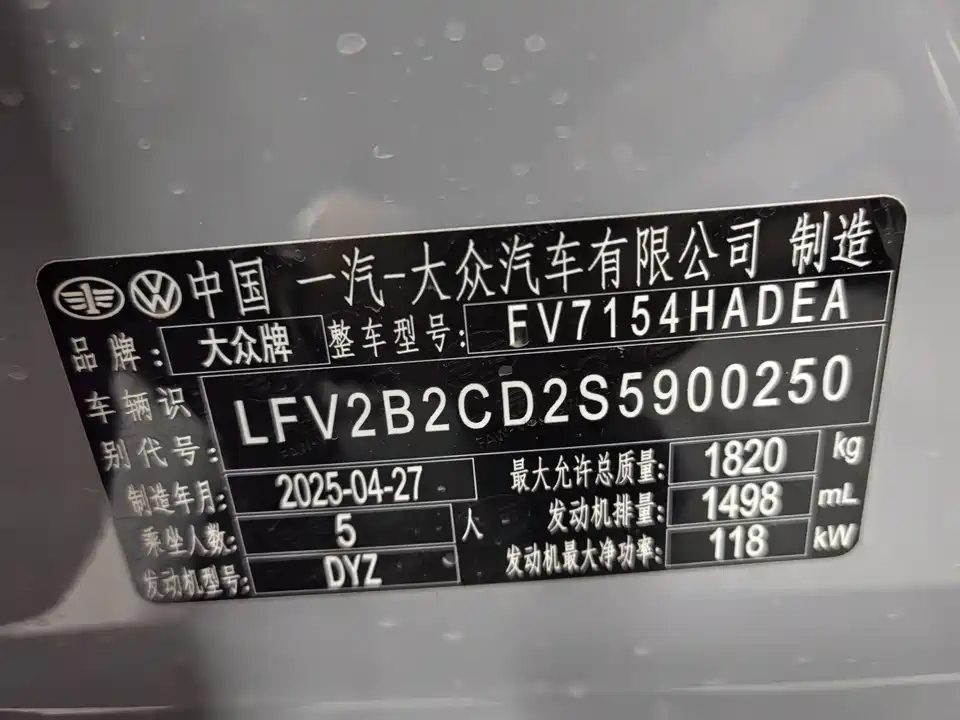 中国 一汽-大众汽车有限公司 制造
品牌: 大众牌 整车型号: FV7154HADEA
车辆识别代号: LFV2B2CD2S5900250
制造年月: 2025-04-27 最大允许总质量: 1820 kg
乘坐人数: 5 人 发动机排量: 1498 mL
发动机型号: DYZ 发动机最大净功率: 118 kW